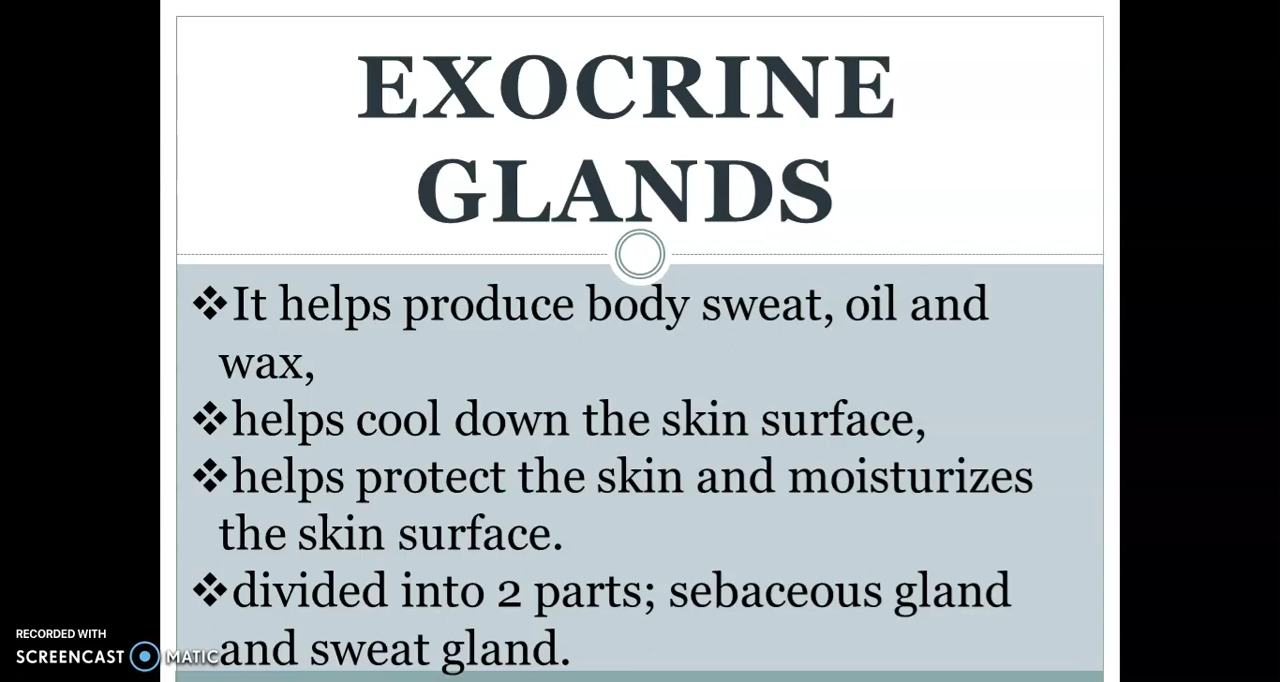 EXOCRINE
GLANDS
❖It helps produce body sweat, oil and
wax,
❖helps cool down the skin surface,
❖helps protect the skin and moisturizes
the skin surface.
❖divided into 2 parts; sebaceous gland
and sweat gland.
RECORDED WITH
SCREENCAST MATIC